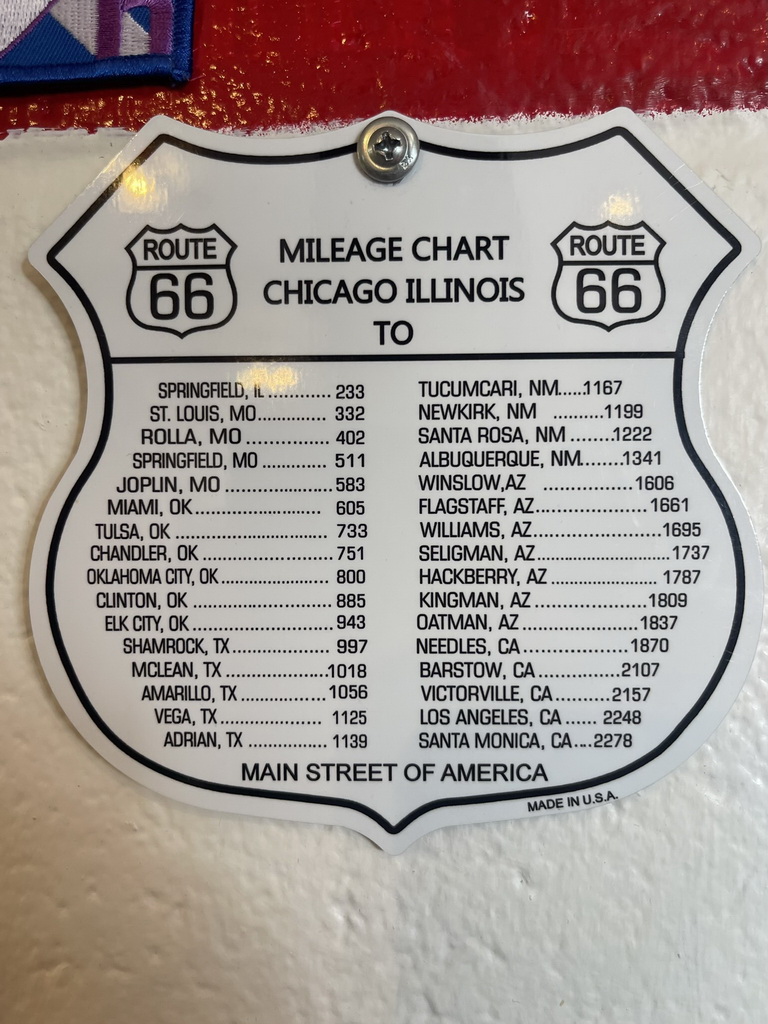 ROUTE
66
MILEAGE CHART
CHICAGO ILLINOIS
TO
ROUTE
66
SPRINGFIELD, IL............ 233
ST. LOUIS, MO............. 332
ROLLA, MO ............... 402
SPRINGFIELD, MO ............ 511
JOPLIN, MO .................... 583
MIAMI, OK........................ 605
TULSA, OK ............................ 733
CHANDLER, OK ....................... 751
OKLAHOMA CITY, OK.................... 800
CLINTON, OK ......................... 885
ELK CITY, OK......................... 943
SHAMROCK, TX................. 997
MCLEAN, TX ...................1018
AMARILLO, TX ................1056
VEGA, TX................... 1125
ADRIAN, TX .............. 1139
TUCUMCARI, NM.....1167
NEWKIRK, NM ..........1199
SANTA ROSA, NM ........1222
ALBUQUERQUE, NM........1341
WINSLOW,AZ .................1606
FLAGSTAFF, AZ.....................1661
WILLIAMS, AZ.......................1695
SELIGMAN, AZ..........................1737
HACKBERRY, AZ ..................... 1787
KINGMAN, AZ....................1809
OATMAN, AZ.....................1837
NEEDLES, CA....................1870
BARSTOW, CA ...............2107
VICTORVILLE, CA...........2157
LOS ANGELES, CA ...... 2248
SANTA MONICA, CA....2278
MAIN STREET OF AMERICA
MADE IN U.S.A.